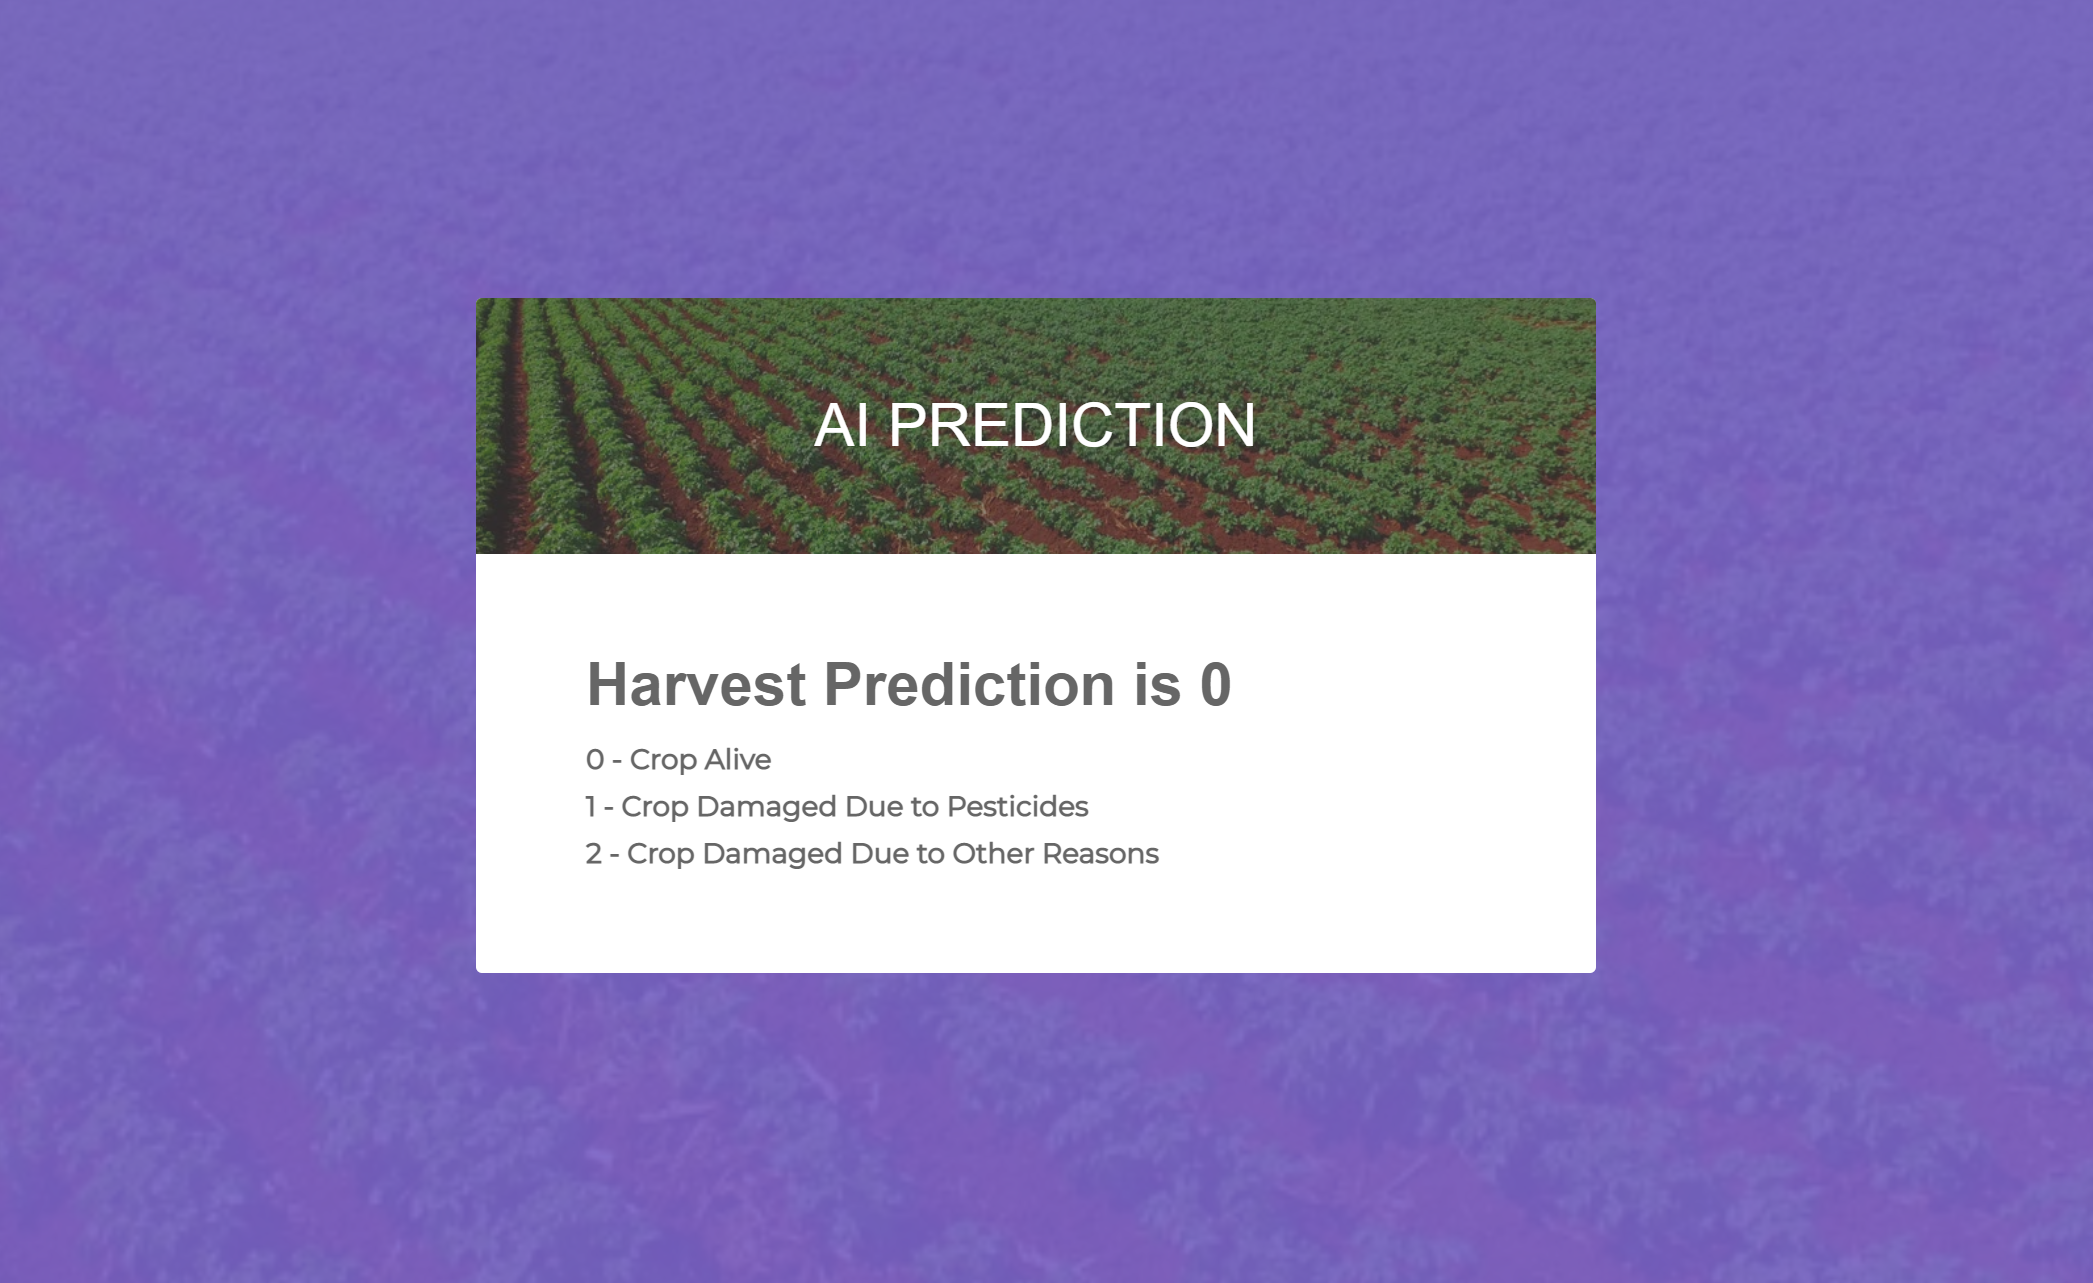 AI PREDICTION
Harvest Prediction is 0
0 - Crop Alive
1 - Crop Damaged Due to Pesticides
2 - Crop Damaged Due to Other Reasons